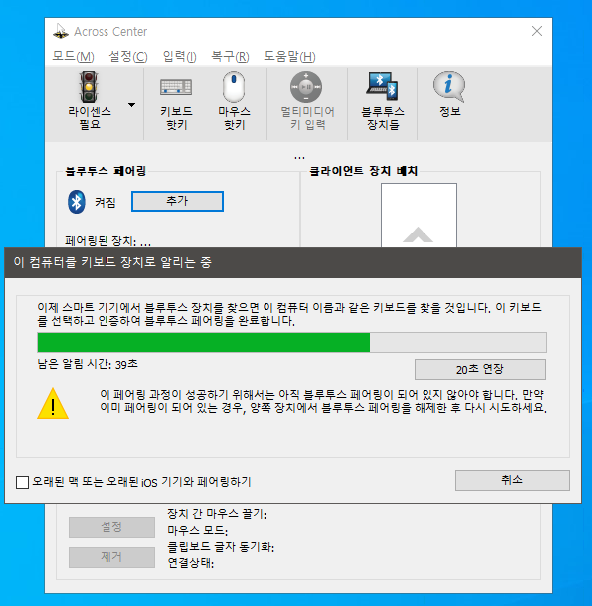 Across Center
모드(M) 설정(C) 입력(I) 복구(R) 도움말(H)
라이센스
필요
키보드
핫키
마우스
핫키
멀티미디어
키 입력
블루투스
장치들
정보
...
블루투스 페어링
클라이언트 장치 배치
켜짐
추가
페어링된 장치: ...
이 컴퓨터를 키보드 장치로 알리는 중
이제 스마트 기기에서 블루투스 장치를 찾으면 이 컴퓨터 이름과 같은 키보드를 찾을 것입니다. 이 키보드
를 선택하고 인증하여 블루투스 페어링을 완료합니다.
남은 알림 시간: 39초
20초 연장
이 페어링 과정이 성공하기 위해서는 아직 블루투스 페어링이 되어 있지 않아야 합니다. 만약
이미 페어링이 되어 있는 경우, 양쪽 장치에서 블루투스 페어링을 해제한 후 다시 시도하세요.
오래된 맥 또는 오래된 iOS 기기와 페어링하기
취소
설정
제거
장치 간 마우스 끌기:
마우스 모드:
클립보드 글자 동기화:
연결상태: